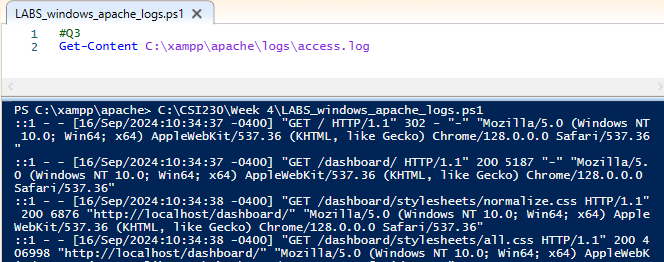 LABS_windows_apache_logs.ps1 X
1 #Q3
2 Get-Content C:\xampp\apache\logs\access.log
PS C:\xampp\apache> C:\CSI230\Week 4\LABS_windows_apache_logs.ps1
::1 - - [16/Sep/2024:10:34:37 -0400] "GET / HTTP/1.1" 302 - "-" "Mozilla/5.0 (Windows NT
 10.0; Win64; x64) AppleWebKit/537.36 (KHTML, like Gecko) Chrome/128.0.0.0 Safari/537.36
"
::1 - - [16/Sep/2024:10:34:37 -0400] "GET /dashboard/ HTTP/1.1" 200 5187 "-" "Mozilla/5.
0 (Windows NT 10.0; Win64; x64) AppleWebKit/537.36 (KHTML, like Gecko) Chrome/128.0.0.0
Safari/537.36"
::1 - - [16/Sep/2024:10:34:38 -0400] "GET /dashboard/stylesheets/normalize.css HTTP/1.1"
 200 6876 "http://localhost/dashboard/" "Mozilla/5.0 (Windows NT 10.0; Win64; x64) Apple
WebKit/537.36 (KHTML, like Gecko) Chrome/128.0.0.0 Safari/537.36"
::1 - - [16/Sep/2024:10:34:38 -0400] "GET /dashboard/stylesheets/all.css HTTP/1.1" 200 4
06998 "http://localhost/dashboard/" "Mozilla/5.0 (Windows NT 10.0; Win64; x64) AppleWebK